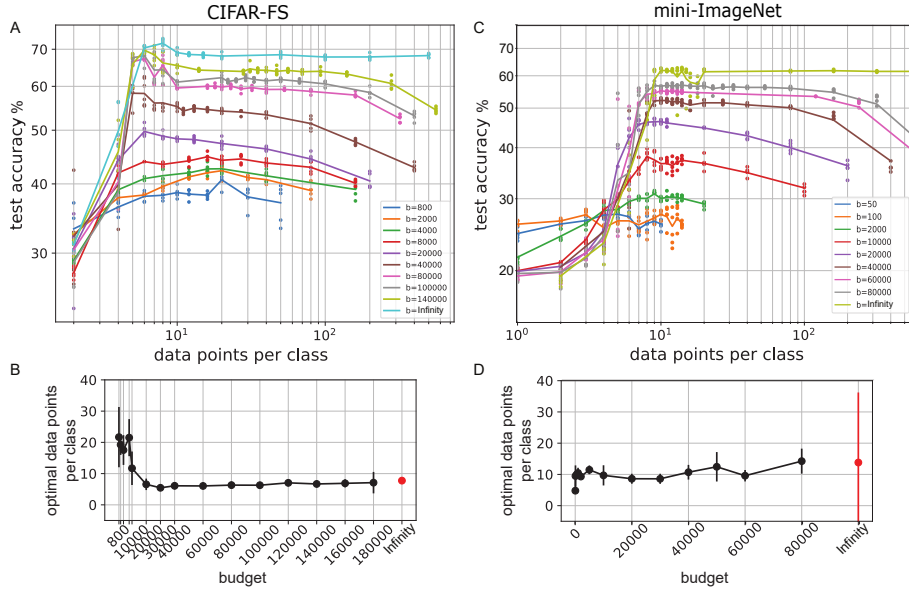 CIFAR-FS
A
test accuracy %
70
60
50
40
30
10¹
10²
data points per class
b=800
b=2000
b=4000
b=8000
b=20000
b=40000
b=80000
b=100000
b=140000
b=Infinity
mini-ImageNet
C
test accuracy %
70
60
50
40
30
20
10⁰
10¹
10²
data points per class
b=50
b=100
b=2000
b=10000
b=20000
b=40000
b=60000
b=80000
b=Infinity
B
optimal data points
per class
40
30
20
10
0
800
10000
20000
30000
40000
60000
80000
100000
120000
140000
160000
180000
Infinity
budget
D
optimal data points
per class
40
30
20
10
0
0
20000
40000
60000
80000
Infinity
budget